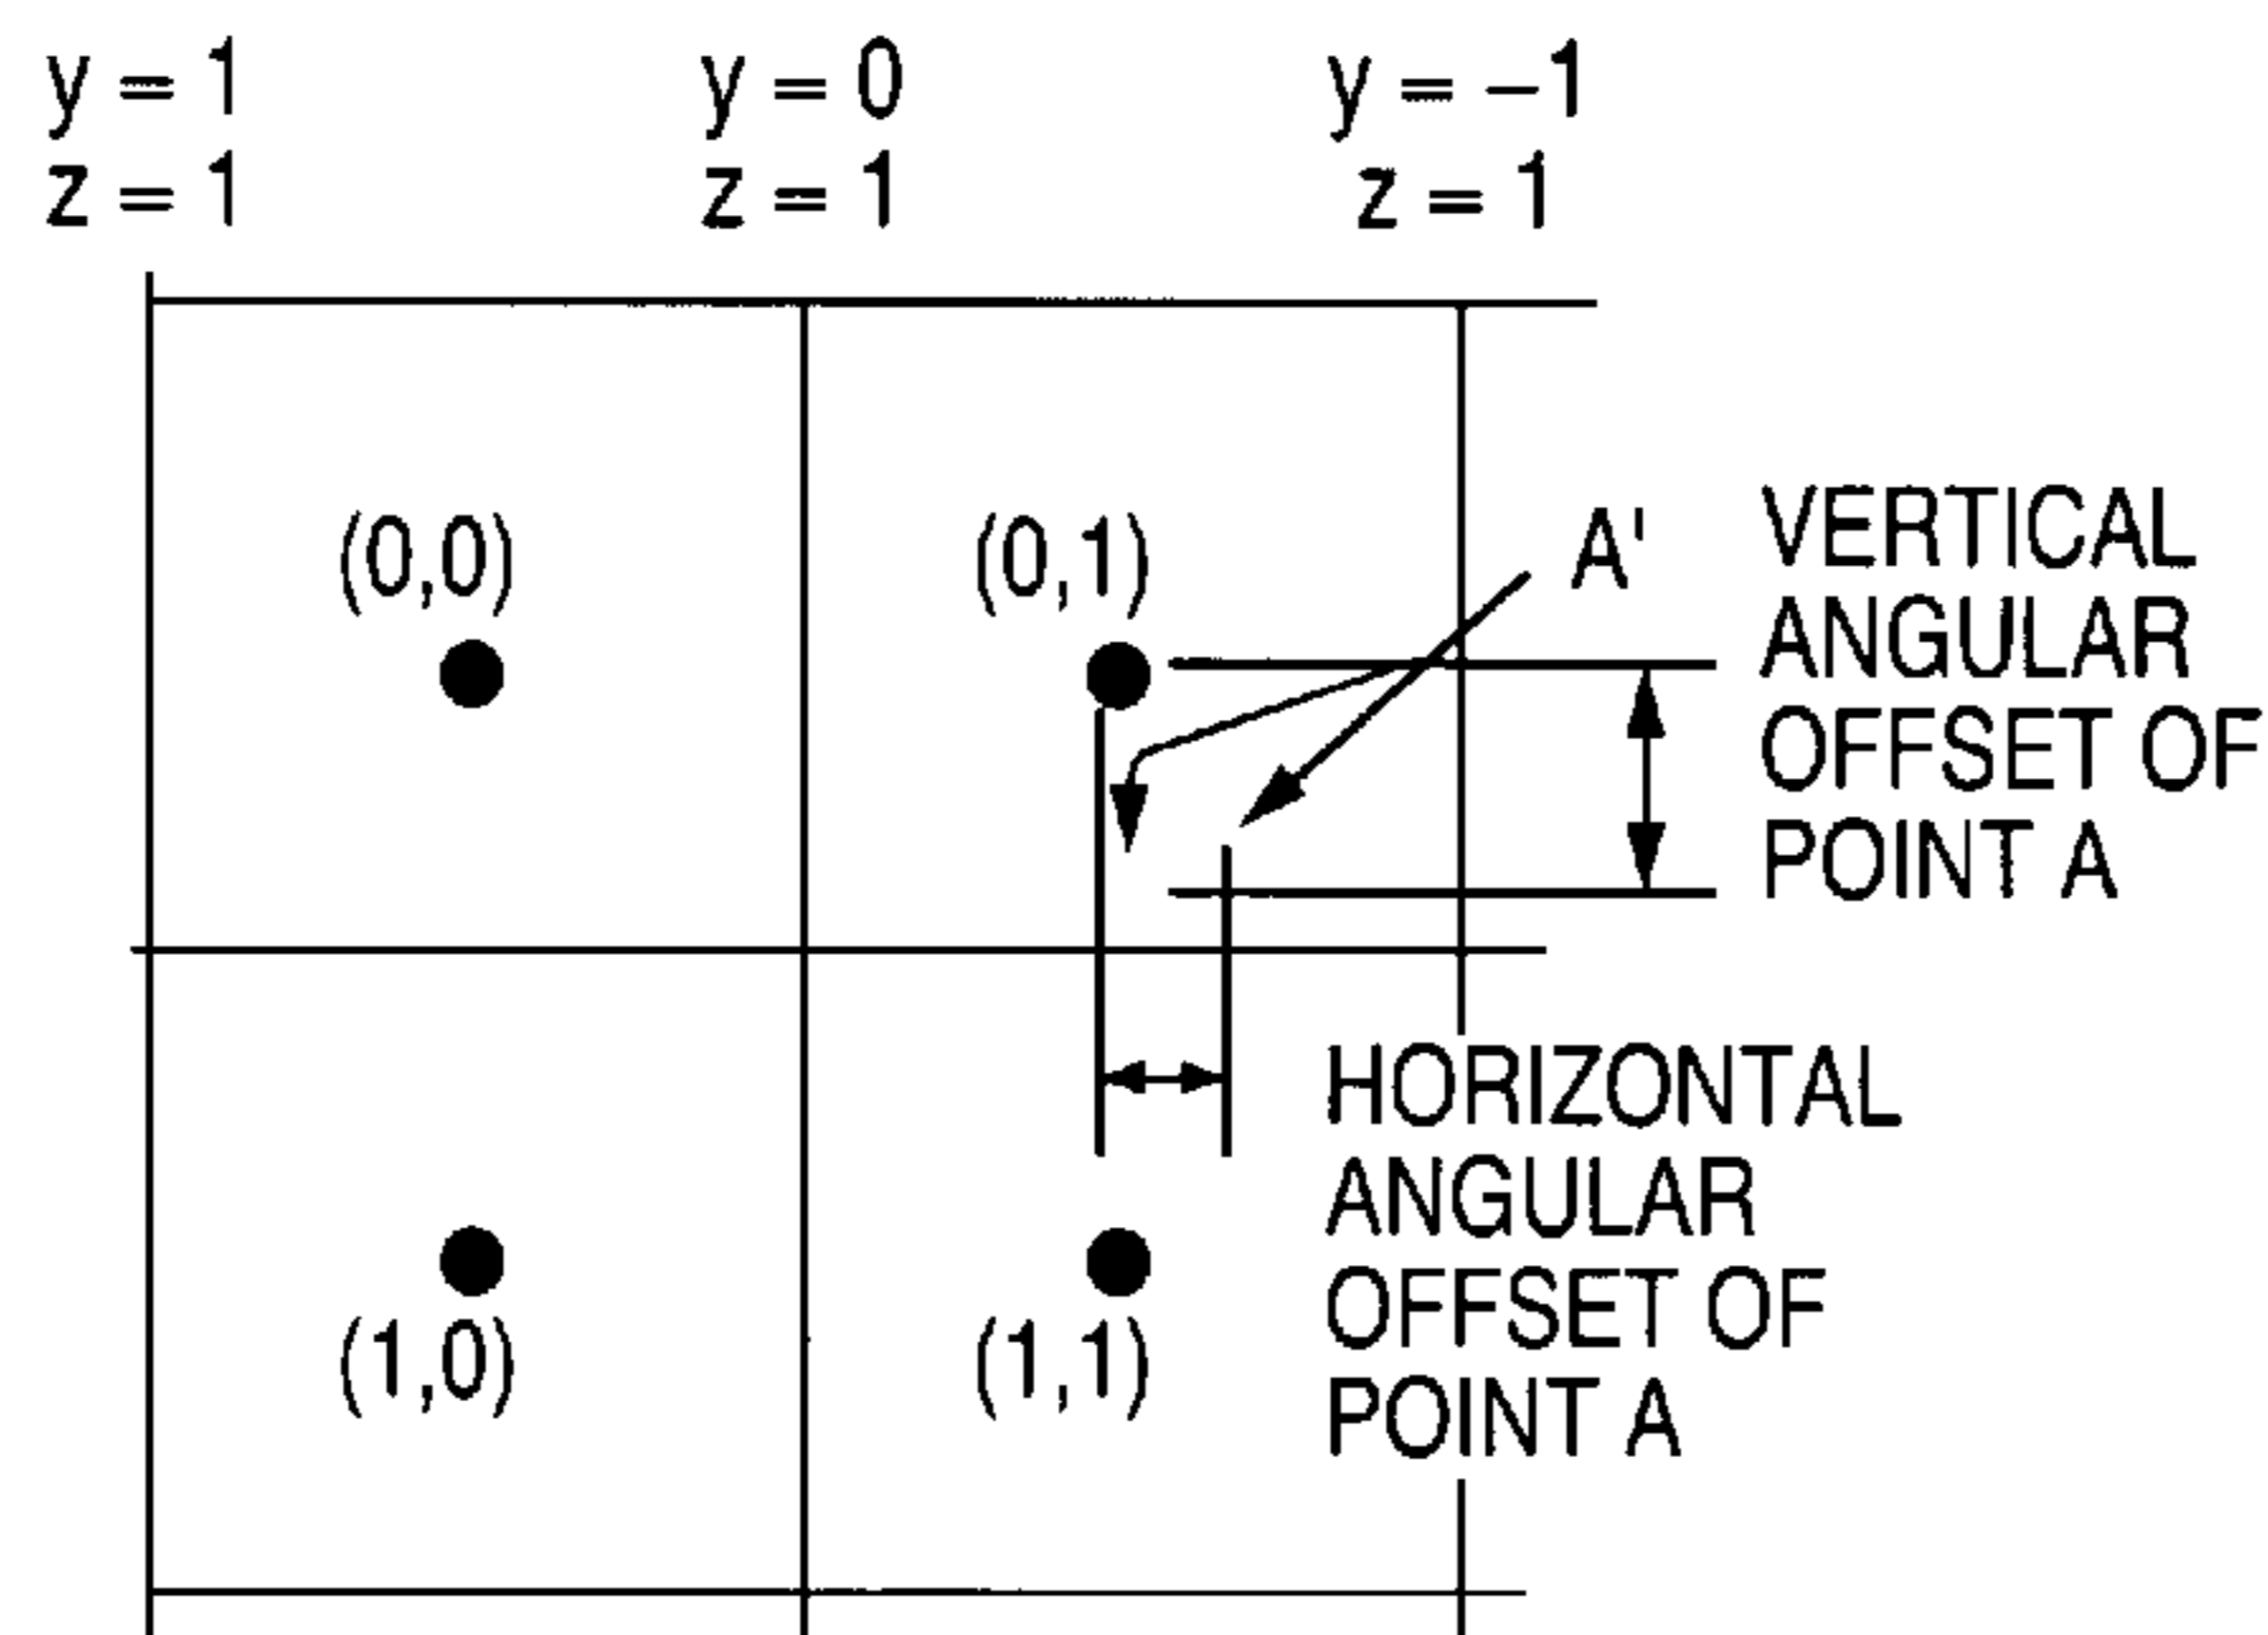 y = 1
z = 1
y = 0
z = 1
y = –1
z = 1
(0,0)
(0,1)
A'
VERTICAL
ANGULAR
OFFSET OF
POINT A
HORIZONTAL
ANGULAR
OFFSET OF
POINT A
(1,0)
(1,1)